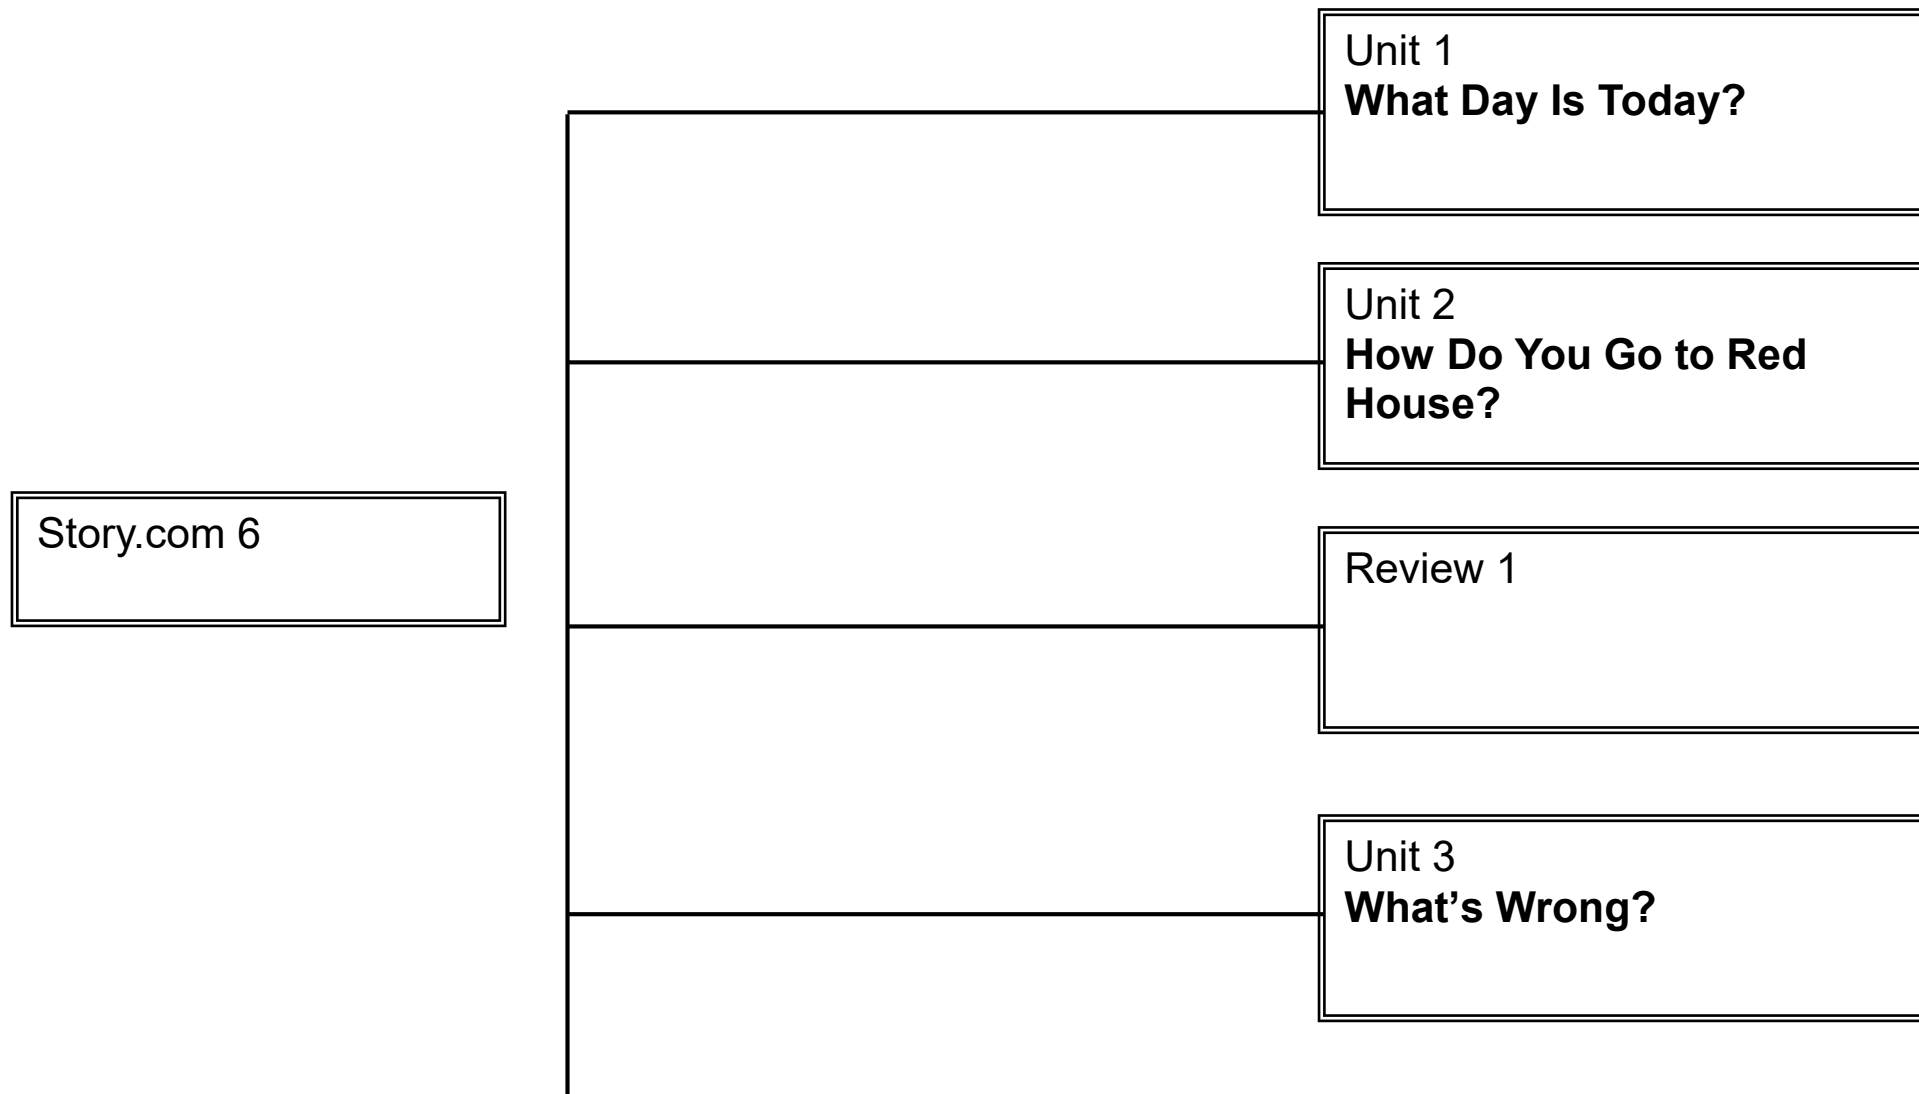 Unit 1
What Day Is Today?
Unit 2
How Do You Go to Red
House?
Story.com 6
Review 1
Unit 3
What’s Wrong?